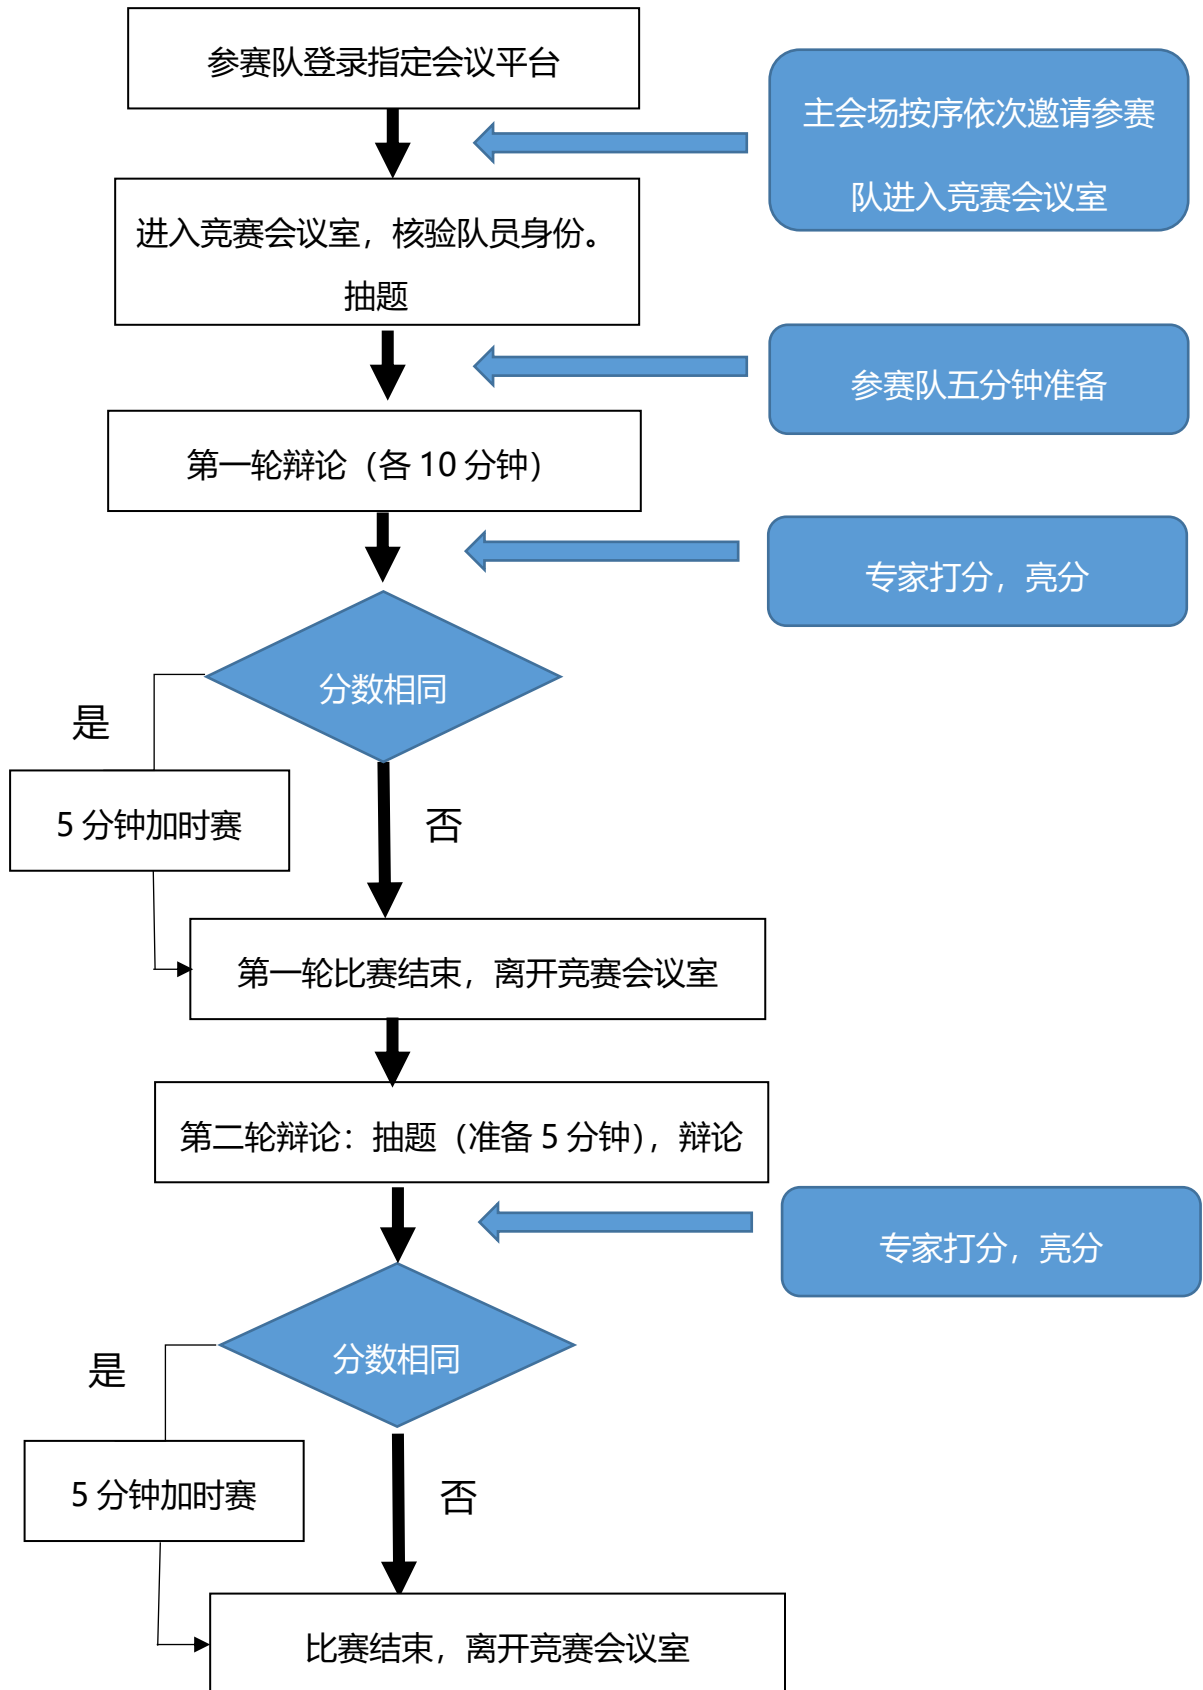 参赛队登录指定会议平台
主会场按序依次邀请参赛
队进入竞赛会议室
进入竞赛会议室，核验队员身份。
抽题
参赛队五分钟准备
第一轮辩论（各 10 分钟）
专家打分，亮分
分数相同
是
5 分钟加时赛
否
第一轮比赛结束，离开竞赛会议室
第二轮辩论：抽题（准备 5 分钟），辩论
专家打分，亮分
分数相同
是
5 分钟加时赛
否
比赛结束，离开竞赛会议室